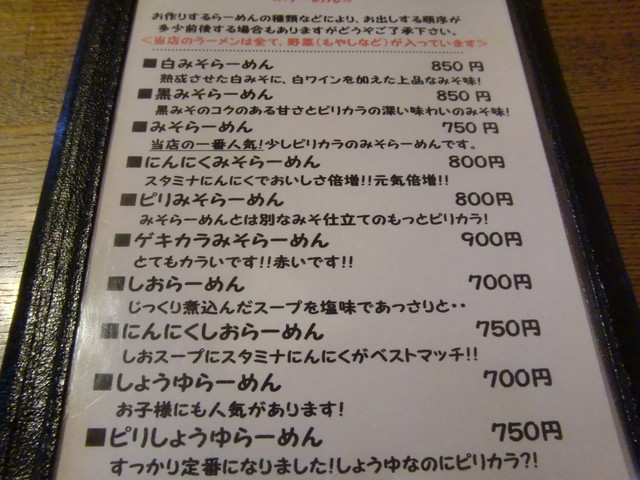 お作りするらーめんの種類などにより、お出しする順序が
多少前後する場合もありますがどうぞご了承下さい。
<当店のラーメンは全て、野菜(もやしなど)が入っています>
■白みそらーめん 850円
熟成させた白みそに、白ワインを加えた上品なみそ味!
■黒みそらーめん 850円
黒みそのコクのある甘さとピリカラの深い味わいのみそ味!
■みそらーめん 750円
当店の一番人気!少しピリカラのみそらーめんです。
■にんにくみそらーめん 800円
スタミナにんにくでおいしさ倍増!!元気倍増!!
■ピリみそらーめん 800円
みそらーめんとは別なみそ仕立てのもっとピリカラ!
■ゲキカラみそらーめん 900円
とてもカラいです!!赤いです!!
■しおらーめん 700円
じっくり煮込んだスープを塩味であっさりと・・
■にんにくしおらーめん 750円
しおスープにスタミナにんにくがベストマッチ!!
■しょうゆらーめん 700円
お子様にも人気があります!
■ピリしょうゆらーめん 750円
すっかり定番になりました!しょうゆなのにピリカラ?!